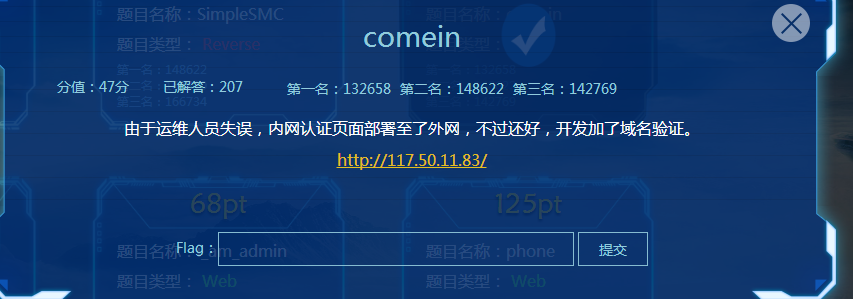 题目名称：SimpleSMC
题目类型： Reverse
comein
分值：47分 已解答：207 第一名：132658 第二名：148622 第三名：142769
第一名：148622
第三名：166734
由于运维人员失误，内网认证页面部署至了外网，不过还好，开发加了域名验证。
http://117.50.11.83/
68pt 125pt
Flag： 提交
题目名称： _am_admin 题目名称：phone
题目类型： Web 题目类型： Web